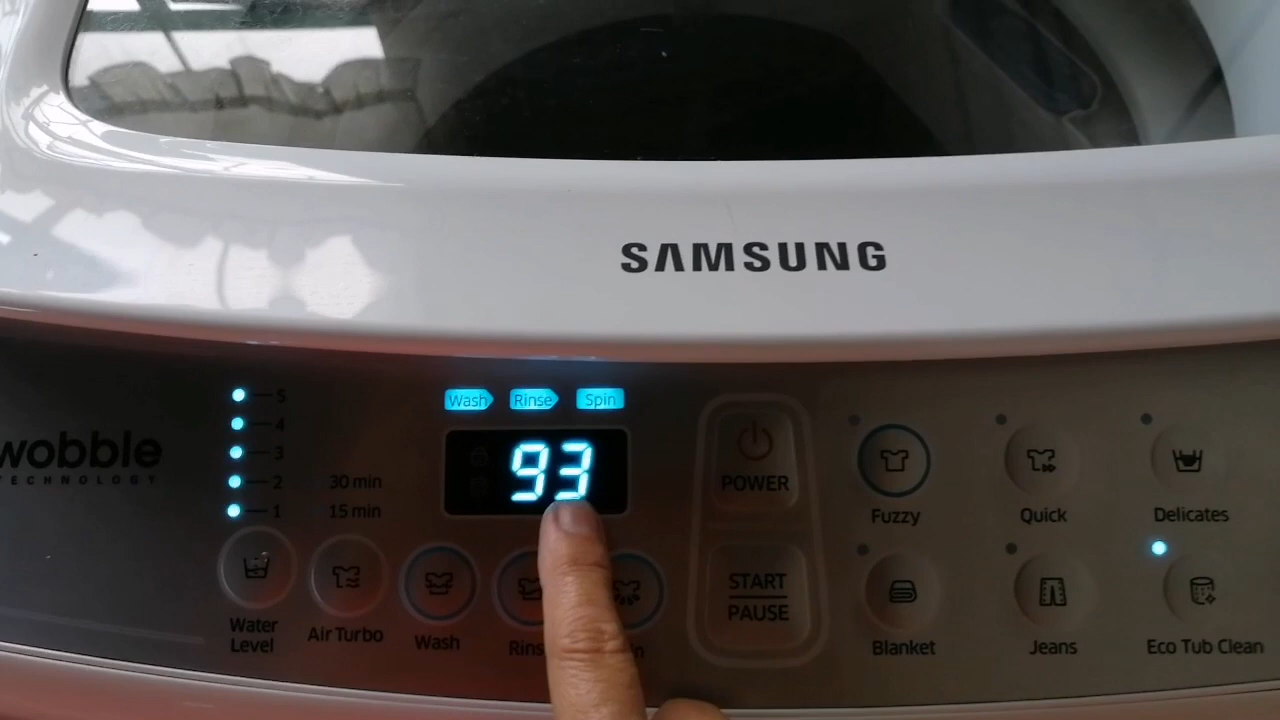 SAMSUNG
Wash Rinse Spin
wobble
TECHNOLOGY
5
4
3
2 30 min
1 15 min
93
POWER
START
PAUSE
Water
Level
Air Turbo
Wash
Fuzzy
Quick
Delicates
Blanket
Jeans
Eco Tub Clean